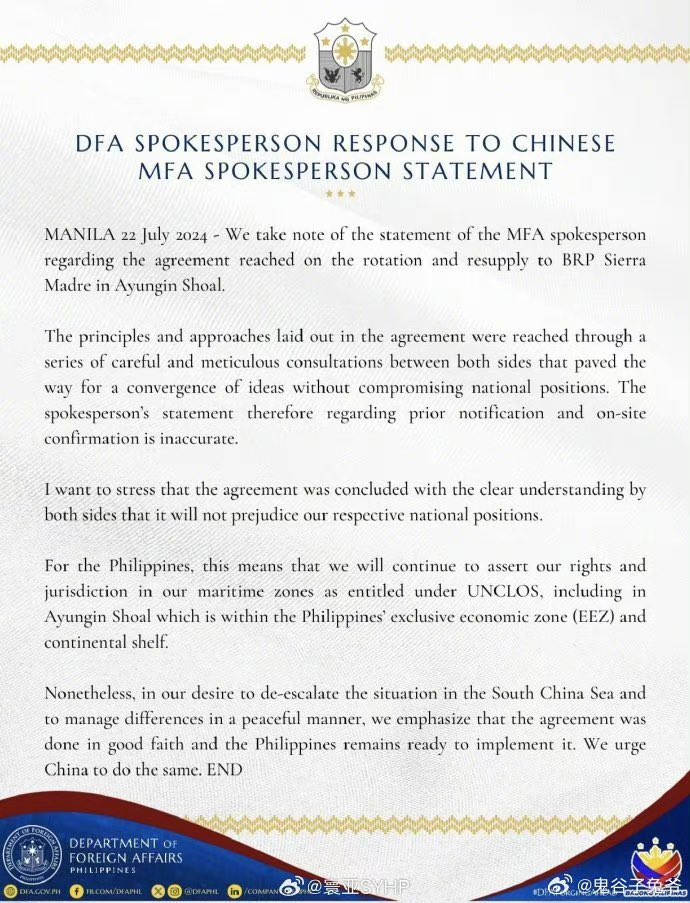 REPUBLIKA NG PILIPINAS
DFA SPOKESPERSON RESPONSE TO CHINESE
MFA SPOKESPERSON STATEMENT
MANILA 22 July 2024 - We take note of the statement of the MFA spokesperson
regarding the agreement reached on the rotation and resupply to BRP Sierra
Madre in Ayungin Shoal.
The principles and approaches laid out in the agreement were reached through a
series of careful and meticulous consultations between both sides that paved the
way for a convergence of ideas without compromising national positions. The
spokesperson's statement therefore regarding prior notification and on-site
confirmation is inaccurate.
I want to stress that the agreement was concluded with the clear understanding by
both sides that it will not prejudice our respective national positions.
For the Philippines, this means that we will continue to assert our rights and
jurisdiction in our maritime zones as entitled under UNCLOS, including in
Ayungin Shoal which is within the Philippines' exclusive economic zone (EEZ) and
continental shelf.
Nonetheless, in our desire to de-escalate the situation in the South China Sea and
to manage differences in a peaceful manner, we emphasize that the agreement was
done in good faith and the Philippines remains ready to implement it. We urge
China to do the same. END
DEPARTMENT OF
FOREIGN AFFAIRS
PHILIPPINES
DFA.GOV.PH FB.COM/DFAPHL @DFAPHL IN/COMPAN
@寰亚SYHP
@鬼谷子兔爷